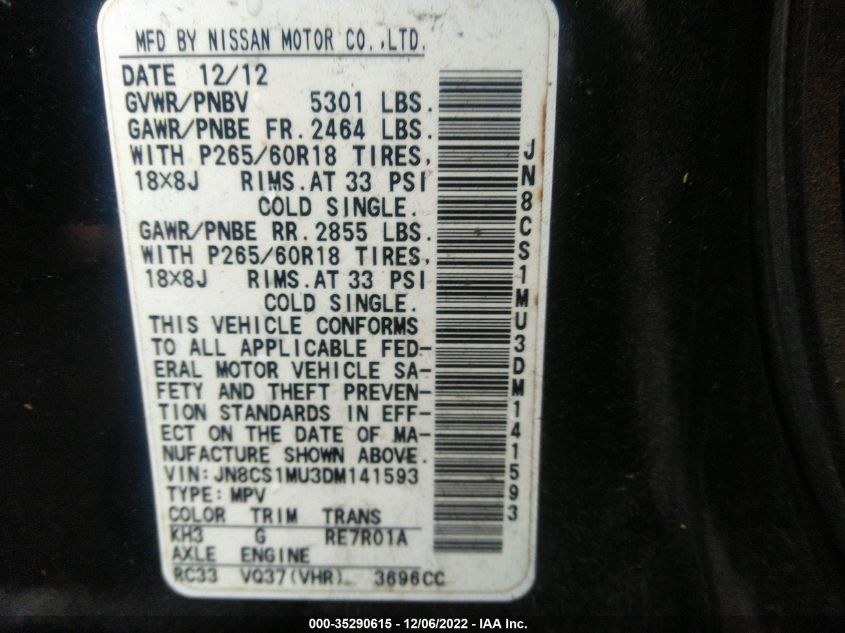 MFD BY NISSAN MOTOR CO.,LTD.
DATE 12/12
GVWR/PNBV 5301 LBS.
GAWR/PNBE FR. 2464 LBS.
WITH P265/60R18 TIRES,
18X8J RIMS. AT 33 PSI
COLD SINGLE.
GAWR/PNBE RR. 2855 LBS.
WITH P265/60R18 TIRES,
18X8J RIMS. AT 33 PSI
COLD SINGLE.
THIS VEHICLE CONFORMS
TO ALL APPLICABLE FED-
ERAL MOTOR VEHICLE SA-
FETY AND THEFT PREVEN-
TION STANDARDS IN EFF-
ECT ON THE DATE OF MA-
NUFACTURE SHOWN ABOVE.
VIN: JN8CS1MU3DM141593
TYPE: MPV
COLOR TRIM TRANS
KH3 G RE7R01A
AXLE ENGINE
RC33 VQ37(VHR) 3696CC
JN8CS1MU3DM141593
000-35290615 - 12/06/2022 - IAA Inc.